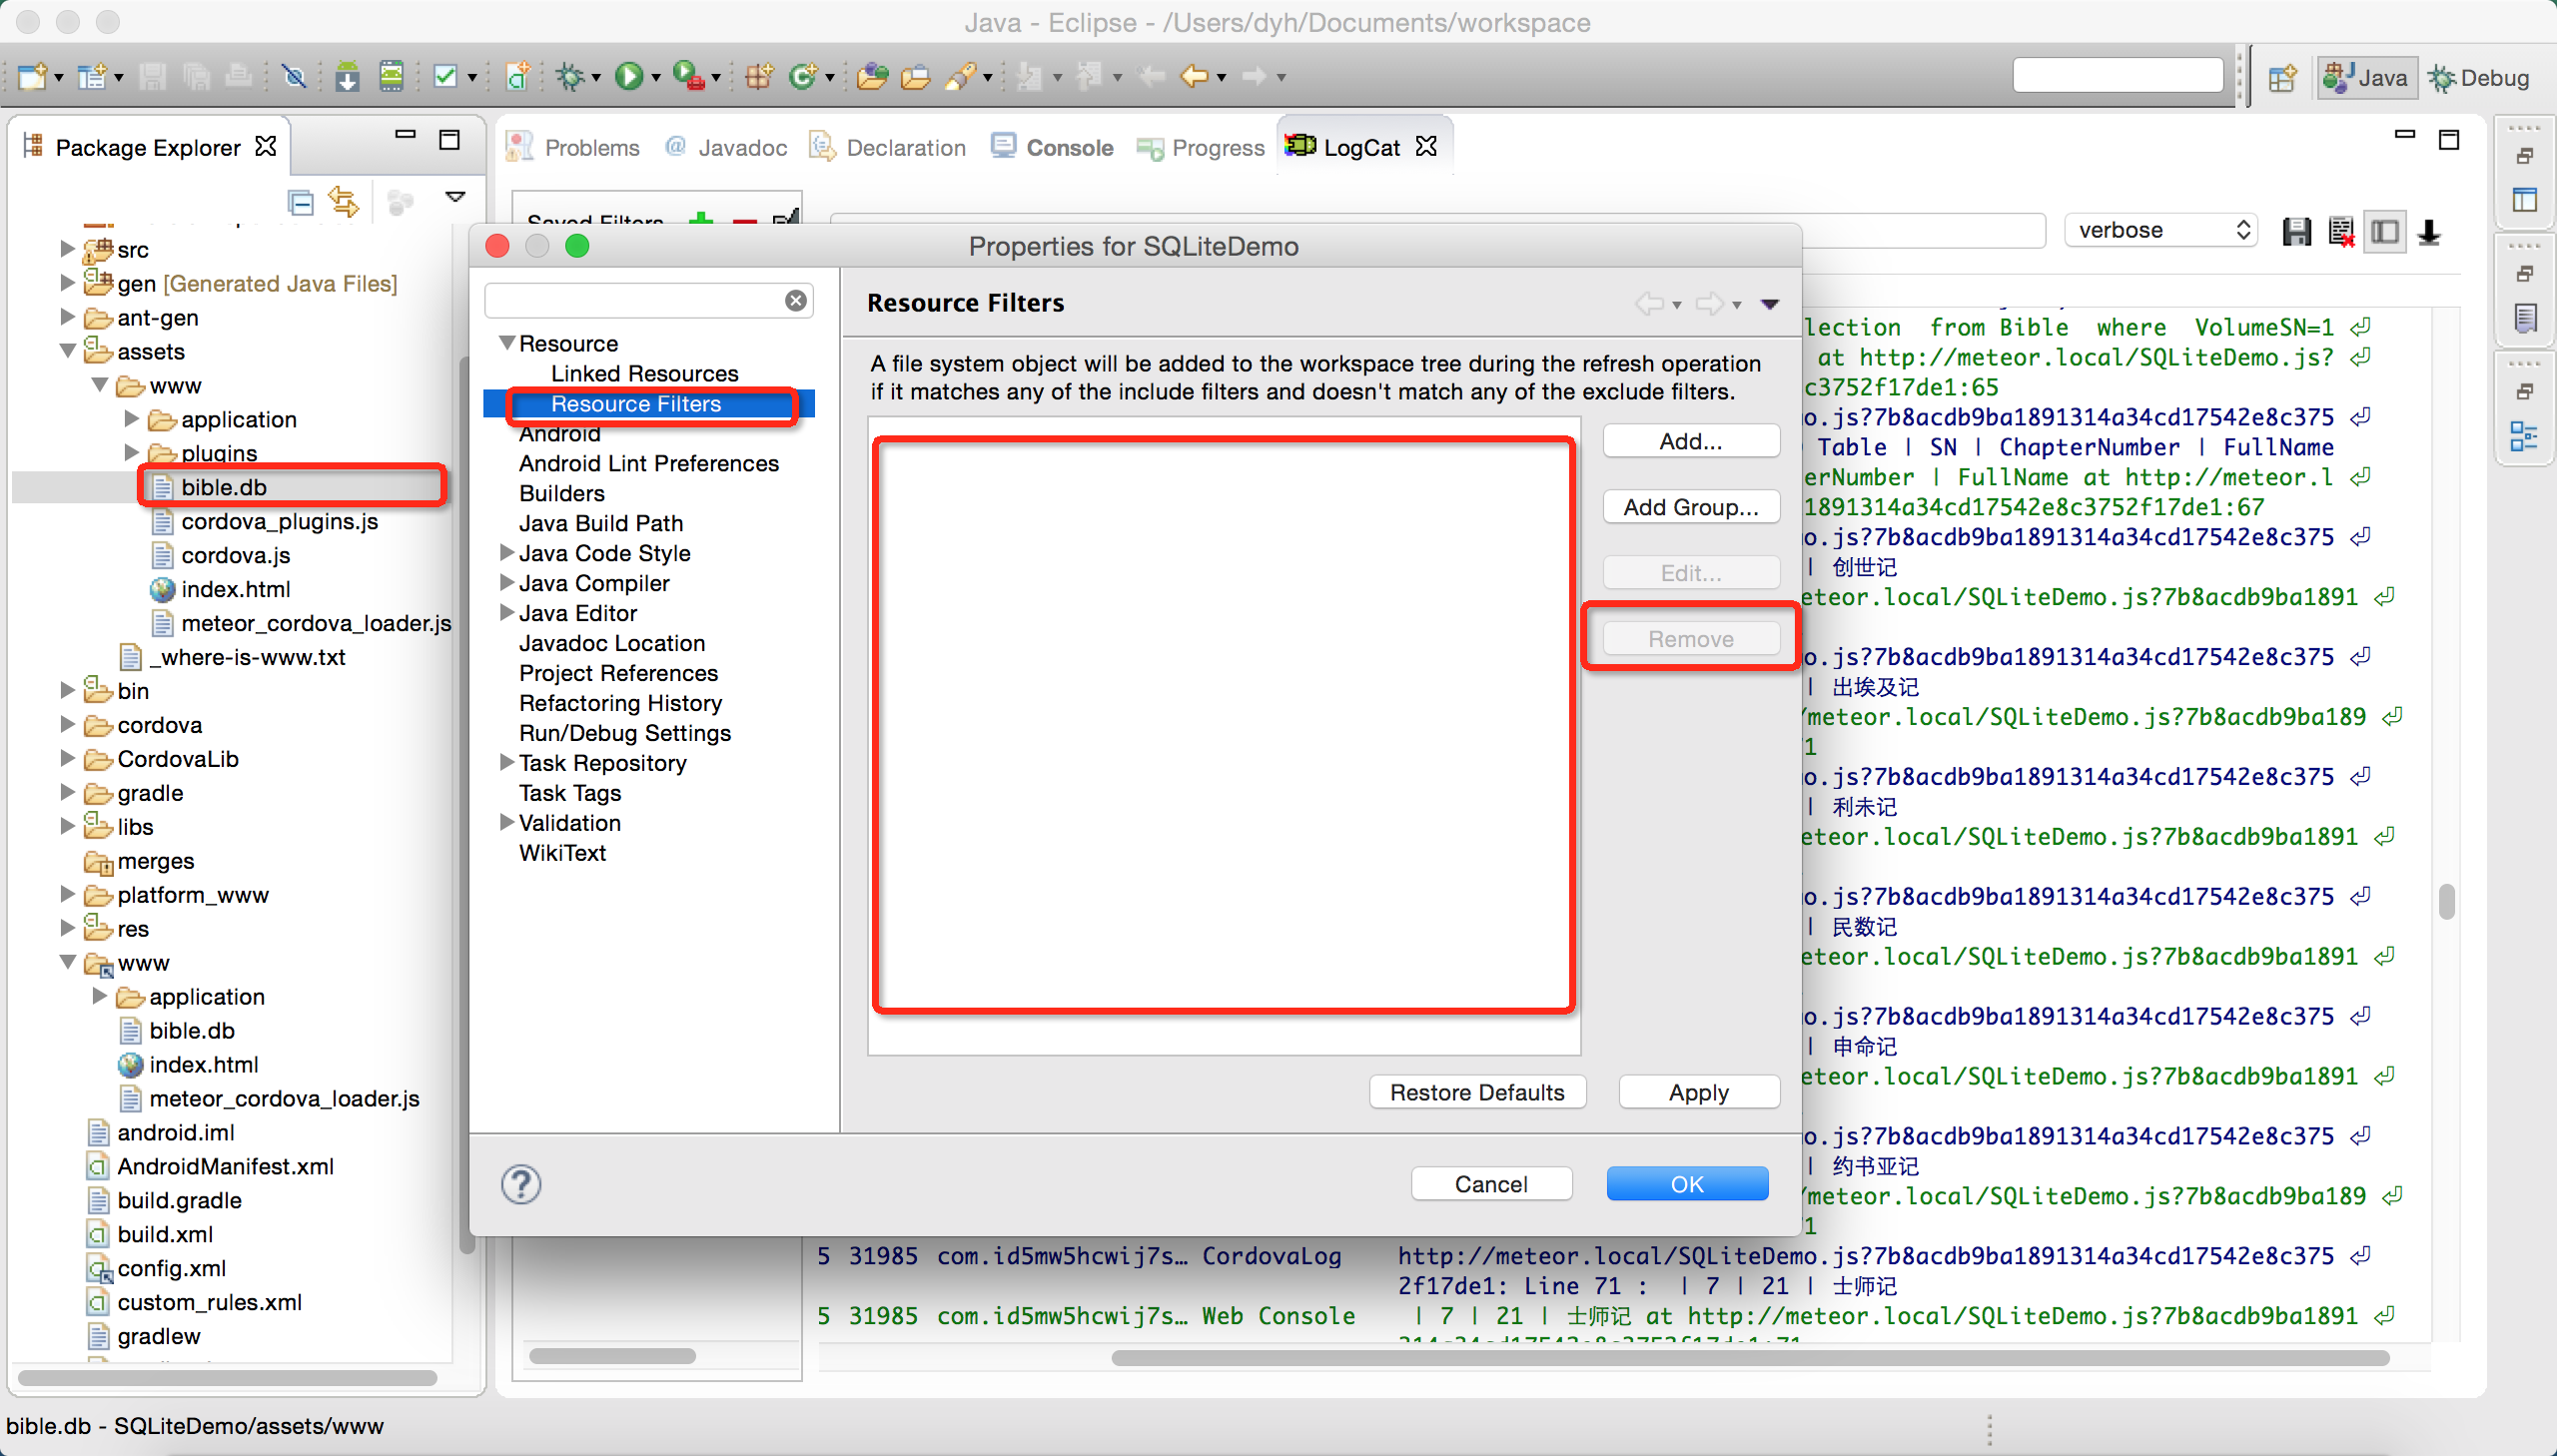 Java - Eclipse - /Users/dyh/Documents/workspace
Java
Debug
Package Explorer
Problems
Javadoc
Declaration
Console
Progress
LogCat
Saved Filters
verbose
src
gen [Generated Java Files]
ant-gen
assets
www
application
plugins
bible.db
cordova_plugins.js
cordova.js
index.html
meteor_cordova_loader.js
_where-is-www.txt
bin
cordova
CordovaLib
gradle
libs
merges
platform_www
res
www
application
bible.db
index.html
meteor_cordova_loader.js
android.iml
AndroidManifest.xml
build.gradle
build.xml
config.xml
custom_rules.xml
gradlew
Properties for SQLiteDemo
Resource
Linked Resources
Resource Filters
Android
Android Lint Preferences
Builders
Java Build Path
Java Code Style
Java Compiler
Java Editor
Javadoc Location
Project References
Refactoring History
Run/Debug Settings
Task Repository
Task Tags
Validation
WikiText
Resource Filters
A file system object will be added to the workspace tree during the refresh operation
if it matches any of the include filters and doesn't match any of the exclude filters.
Add...
Add Group...
Edit...
Remove
Restore Defaults
Apply
Cancel
OK
lection from Bible where VolumeSN=1
at http://meteor.local/SQLiteDemo.js?
c3752f17de1:65
o.js?7b8acdb9ba1891314a34cd17542e8c375
Table | SN | ChapterNumber | FullName
erNumber | FullName at http://meteor.l
1891314a34cd17542e8c3752f17de1:67
o.js?7b8acdb9ba1891314a34cd17542e8c375
| 创世记
eteor.local/SQLiteDemo.js?7b8acdb9ba1891
o.js?7b8acdb9ba1891314a34cd17542e8c375
| 出埃及记
/meteor.local/SQLiteDemo.js?7b8acdb9ba189
1
o.js?7b8acdb9ba1891314a34cd17542e8c375
| 利未记
eteor.local/SQLiteDemo.js?7b8acdb9ba1891
o.js?7b8acdb9ba1891314a34cd17542e8c375
| 民数记
eteor.local/SQLiteDemo.js?7b8acdb9ba1891
o.js?7b8acdb9ba1891314a34cd17542e8c375
| 申命记
eteor.local/SQLiteDemo.js?7b8acdb9ba1891
o.js?7b8acdb9ba1891314a34cd17542e8c375
| 约书亚记
/meteor.local/SQLiteDemo.js?7b8acdb9ba189
1
5 31985 com.id5mw5hcwij7s… CordovaLog http://meteor.local/SQLiteDemo.js?7b8acdb9ba1891314a34cd17542e8c375
2f17de1: Line 71 : | 7 | 21 | 士师记
5 31985 com.id5mw5hcwij7s… Web Console | 7 | 21 | 士师记 at http://meteor.local/SQLiteDemo.js?7b8acdb9ba1891
314a34cd17542e8c3752f17de1:71
bible.db - SQLiteDemo/assets/www